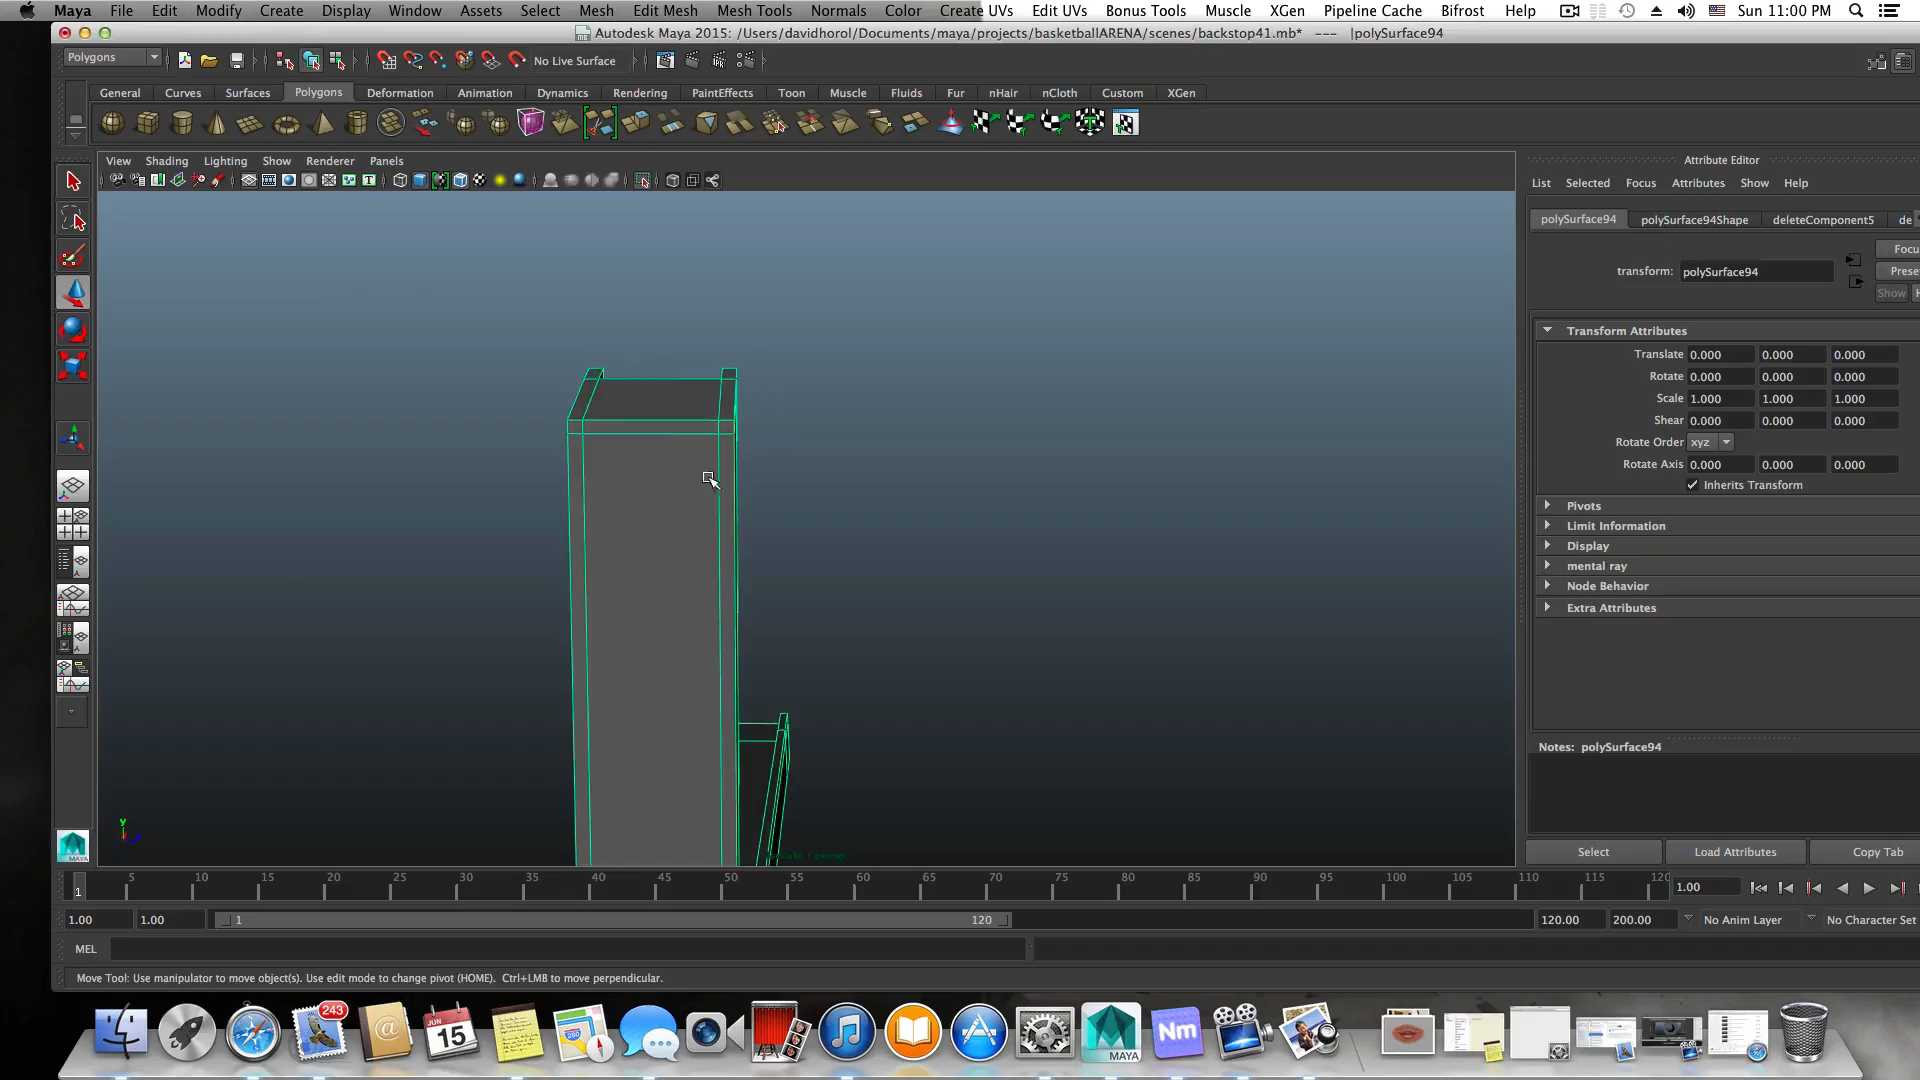 Maya File Edit Modify Create Display Window Assets Select Mesh Edit Mesh Mesh Tools Normals Color Create UVs Edit UVs Bonus Tools Muscle XGen Pipeline Cache Bifrost Help Sun 11:00 PM
Autodesk Maya 2015: /Users/davidhorol/Documents/maya/projects/basketballARENA/scenes/backstop41.mb* --- |polySurface94
Polygons No Live Surface
General Curves Surfaces Polygons Deformation Animation Dynamics Rendering PaintEffects Toon Muscle Fluids Fur nHair nCloth Custom XGen
View Shading Lighting Show Renderer Panels
Attribute Editor
List Selected Focus Attributes Show Help
polySurface94 polySurface94Shape deleteComponent5 de
Focu
transform: polySurface94
Prese
Show H
Transform Attributes
Translate 0.000 0.000 0.000
Rotate 0.000 0.000 0.000
Scale 1.000 1.000 1.000
Shear 0.000 0.000 0.000
Rotate Order xyz
Rotate Axis 0.000 0.000 0.000
Inherits Transform
Pivots
Limit Information
Display
mental ray
Node Behavior
Extra Attributes
Notes: polySurface94
y
MAYA
Select Load Attributes Copy Tab
1 5 10 15 20 25 30 35 40 45 50 55 60 65 70 75 80 85 90 95 100 105 110 115 120 1.00
1.00 1.00 1 120 120.00 200.00 No Anim Layer No Character Set
MEL
Move Tool: Use manipulator to move object(s). Use edit mode to change pivot (HOME). Ctrl+LMB to move perpendicular.
243
JUN
15
MAYA
Nm